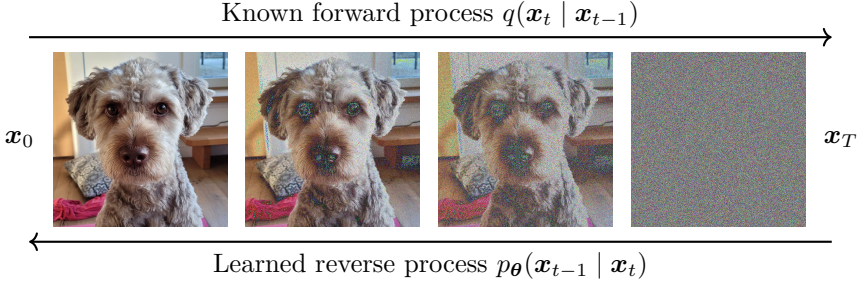 Known forward process q(x_t | x_{t−1})
x_0
x_T
Learned reverse process p_θ(x_{t−1} | x_t)